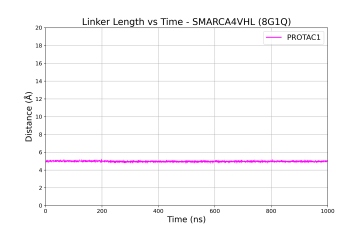 Linker Length vs Time - SMARCA4VHL (8G1Q)
PROTAC1
Distance (Å)
20
18
16
14
12
10
8
6
4
2
0
0 200 400 600 800 1000
Time (ns)